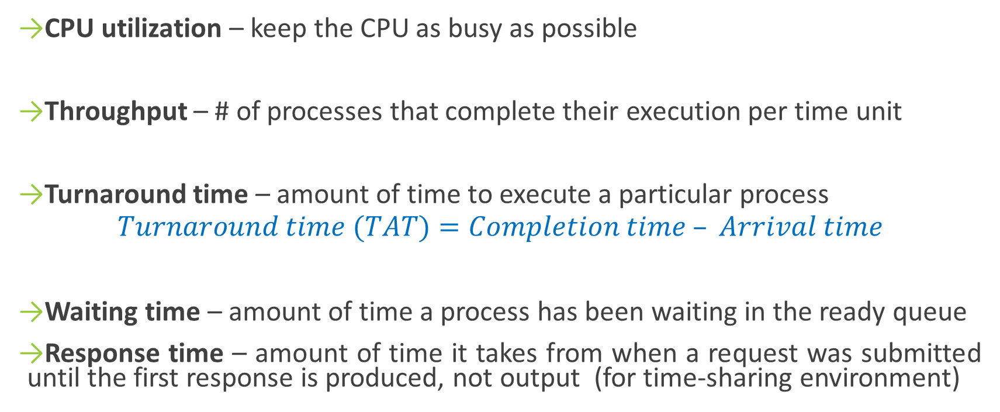 →CPU utilization – keep the CPU as busy as possible
→Throughput – # of processes that complete their execution per time unit
→Turnaround time – amount of time to execute a particular process
Turnaround time (TAT) = Completion time – Arrival time
→Waiting time – amount of time a process has been waiting in the ready queue
→Response time – amount of time it takes from when a request was submitted
until the first response is produced, not output (for time-sharing environment)